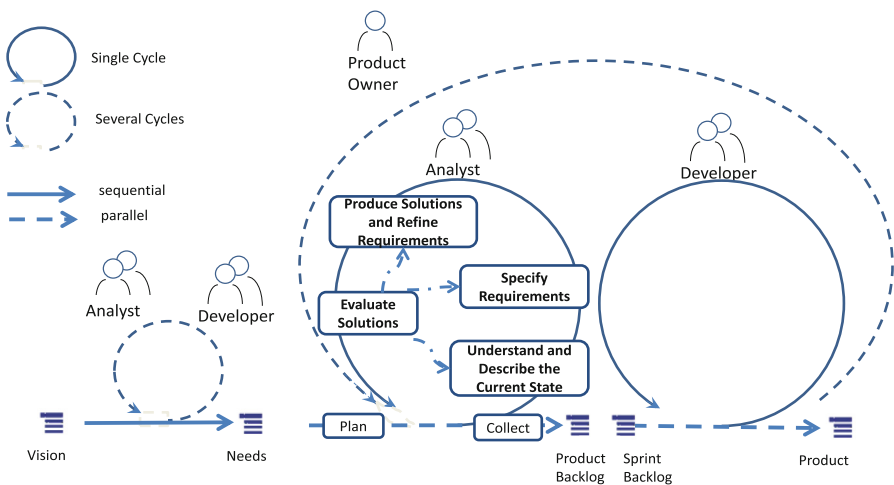 Single Cycle
Several Cycles
sequential
parallel
Product
Owner
Analyst
Developer
Analyst
Developer
Produce Solutions
and Refine
Requirements
Specify
Requirements
Evaluate
Solutions
Understand and
Describe the
Current State
Plan
Collect
Vision
Needs
Product
Backlog
Sprint
Backlog
Product